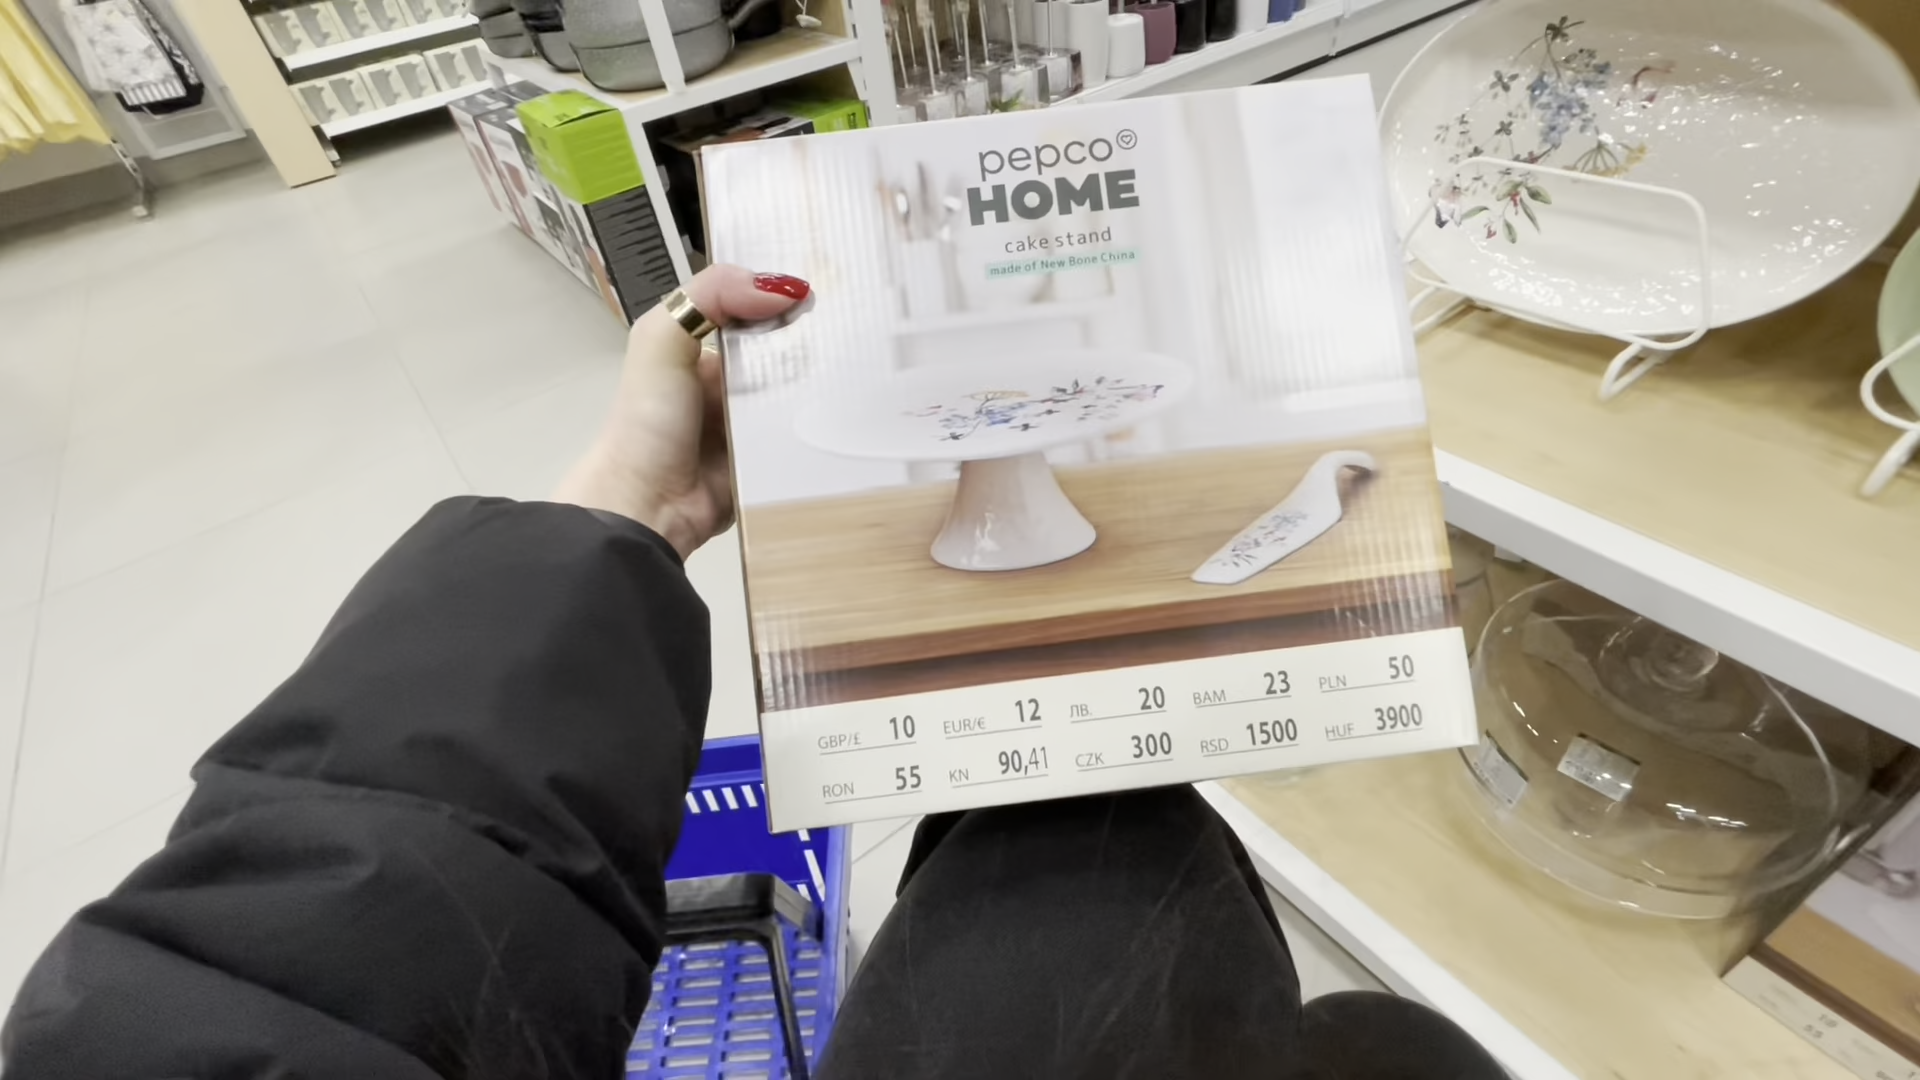 pepco
HOME
cake stand
made of New Bone China
GBP/£ 10 EUR/€ 12 ЛВ. 20 BAM 23 PLN 50
RON 55 KN 90,41 CZK 300 RSD 1500 HUF 3900